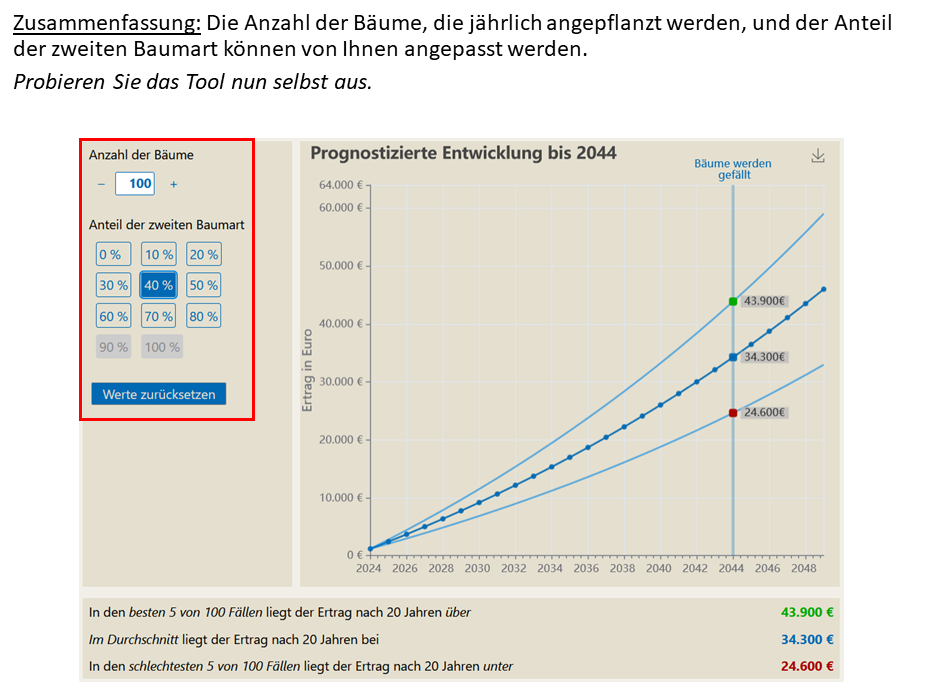 Zusammenfassung: Die Anzahl der Bäume, die jährlich angepflanzt werden, und der Anteil
der zweiten Baumart können von Ihnen angepasst werden.
Probieren Sie das Tool nun selbst aus.
Anzahl der Bäume
– 100 +
Anteil der zweiten Baumart
0 % 10 % 20 %
30 % 40 % 50 %
60 % 70 % 80 %
90 % 100 %
Werte zurücksetzen
Prognostizierte Entwicklung bis 2044
Bäume werden
gefällt
Ertrag in Euro
64.000 €
60.000 €
50.000 €
40.000 €
30.000 €
20.000 €
10.000 €
0 €
43.900€
34.300€
24.600€
2024 2026 2028 2030 2032 2034 2036 2038 2040 2042 2044 2046 2048
In den besten 5 von 100 Fällen liegt der Ertrag nach 20 Jahren über 43.900 €
Im Durchschnitt liegt der Ertrag nach 20 Jahren bei 34.300 €
In den schlechtesten 5 von 100 Fällen liegt der Ertrag nach 20 Jahren unter 24.600 €